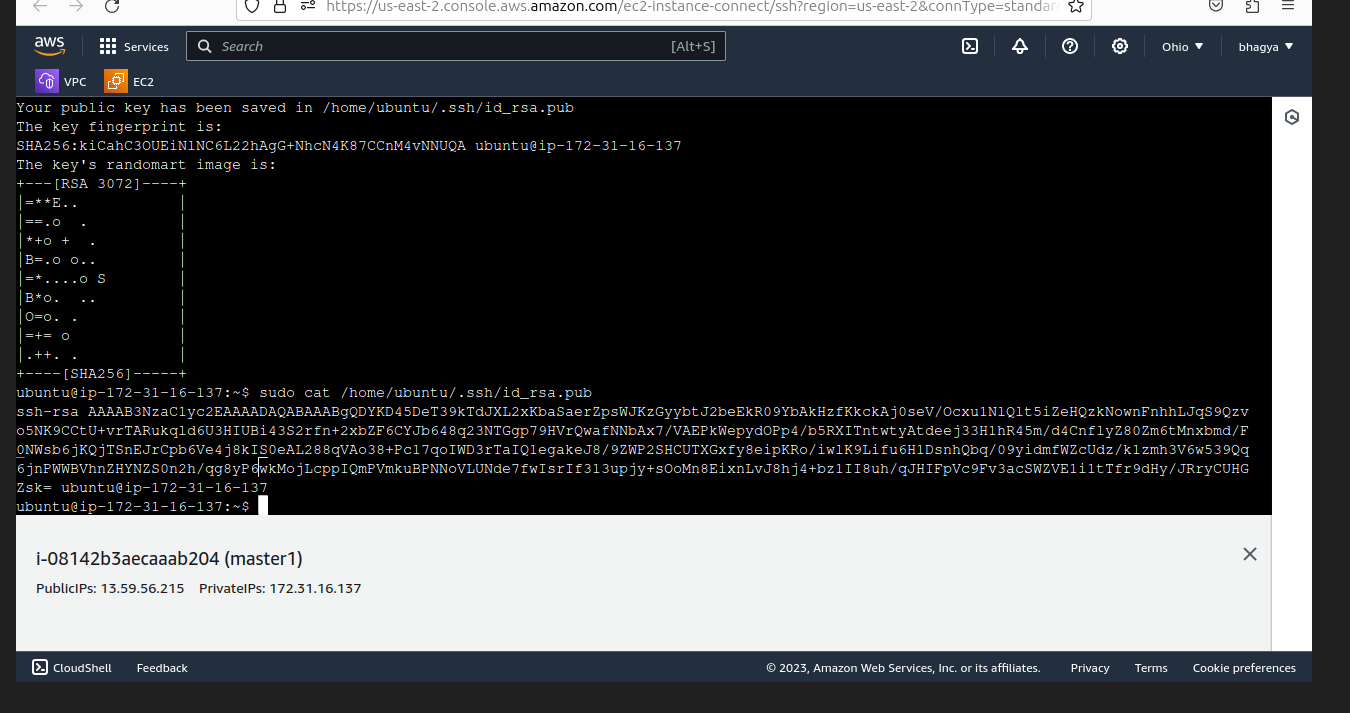 https://us-east-2.console.aws.amazon.com/ec2-instance-connect/ssh?region=us-east-2&connType=standar
aws Services Search [Alt+S] Ohio bhagya
VPC EC2
Your public key has been saved in /home/ubuntu/.ssh/id_rsa.pub
The key fingerprint is:
SHA256:kiCahC3OUEiNlNC6L22hAgG+NhcN4K87CCnM4vNNUQA ubuntu@ip-172-31-16-137
The key's randomart image is:
+---[RSA 3072]----+
|=**E..           |
|==.o  .          |
|*+o +  .         |
|B=.o o..         |
|=*....o S        |
|B*o.  ..         |
|O=o. .           |
|=+= o            |
|.++. .           |
+----[SHA256]-----+
ubuntu@ip-172-31-16-137:~$ sudo cat /home/ubuntu/.ssh/id_rsa.pub
ssh-rsa AAAAB3NzaC1yc2EAAAADAQABAAABgQDYKD45DeT39kTdJXL2xKbaSaerZpsWJKzGyybtJ2beEkR09YbAkHzfKkckAj0seV/Ocxu1NlQlt5iZeHQzkNownFnhhLJqS9Qzv
o5NK9CCtU+vrTARukqld6U3HIUBi43S2rfn+2xbZF6CYJb648q23NTGgp79HVrQwafNNbAx7/VAEPkWepydOPp4/b5RXITntwtyAtdeej33H1hR45m/d4CnflyZ80Zm6tMnxbmd/F
0NWsb6jKQjTSnEJrCpb6Ve4j8kIS0eAL288qVAo38+Pc17qoIWD3rTaIQ1egakeJ8/9ZWP2SHCUTXGxfy8eipKRo/iwlK9Lifu6H1DsnhQbq/09yidmfWZcUdz/klzmh3V6w539Qq
6jnPWWBVhnZHYNZS0n2h/qg8yP6wkMojLcppIQmPVmkuBPNNoVLUNde7fwIsrIf313upjy+sOoMn8EixnLvJ8hj4+bz1II8uh/qJHIFpVc9Fv3acSWZVE1i1tTfr9dHy/JRryCUHG
Zsk= ubuntu@ip-172-31-16-137
ubuntu@ip-172-31-16-137:~$
i-08142b3aecaaab204 (master1)
PublicIPs: 13.59.56.215 PrivateIPs: 172.31.16.137
CloudShell Feedback © 2023, Amazon Web Services, Inc. or its affiliates. Privacy Terms Cookie preferences